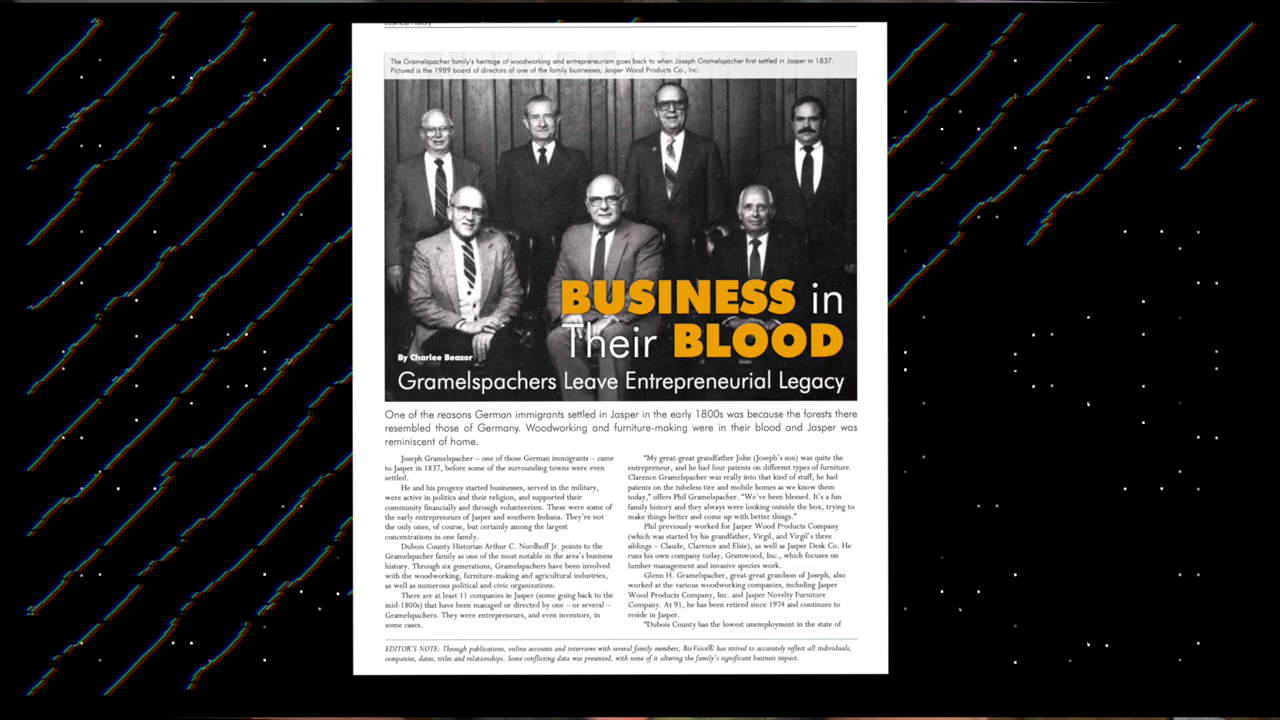 Business History
The Gramelspacher family's heritage of woodworking and entrepreneurism goes back to when Joseph Gramelspacher first settled in Jasper in 1837.
Pictured is the 1989 board of directors of one of the family businesses, Jasper Wood Products Co., Inc.
BUSINESS in
Their BLOOD
By Charlee Beasor
Gramelspachers Leave Entrepreneurial Legacy
One of the reasons German immigrants settled in Jasper in the early 1800s was because the forests there
resembled those of Germany. Woodworking and furniture-making were in their blood and Jasper was
reminiscent of home.
Joseph Gramelspacher – one of those German immigrants – came
to Jasper in 1837, before some of the surrounding towns were even
settled.
He and his progeny started businesses, served in the military,
were active in politics and their religion, and supported their
community financially and through volunteerism. These were some of
the early entrepreneurs of Jasper and southern Indiana. They're not
the only ones, of course, but certainly among the largest
concentrations in one family.
Dubois County Historian Arthur C. Nordhoff Jr. points to the
Gramelspacher family as one of the most notable in the area's business
history. Through six generations, Gramelspachers have been involved
with the woodworking, furniture-making and agricultural industries,
as well as numerous political and civic organizations.
There are at least 11 companies in Jasper (some going back to the
mid-1800s) that have been managed or directed by one – or several –
Gramelspachers. They were entrepreneurs, and even inventors, in
some cases.
"My great-great grandfather John (Joseph's son) was quite the
entrepreneur, and he had four patents on different types of furniture.
Clarence Gramelspacher was really into that kind of stuff; he had
patents on the tubeless tire and mobile homes as we know them
today," offers Phil Gramelspacher. "We've been blessed. It's a fun
family history and they always were looking outside the box, trying to
make things better and come up with better things."
Phil previously worked for Jasper Wood Products Company
(which was started by his grandfather, Virgil, and Virgil's three
siblings – Claude, Clarence and Elsie), as well as Jasper Desk Co. He
runs his own company today, Gramwood, Inc., which focuses on
lumber management and invasive species work.
Glenn H. Gramelspacher, great-great grandson of Joseph, also
worked at the various woodworking companies, including Jasper
Wood Products Company, Inc. and Jasper Novelty Furniture
Company. At 91, he has been retired since 1974 and continues to
reside in Jasper.
"Dubois County has the lowest unemployment in the state of
EDITOR'S NOTE: Through publications, online accounts and interviews with several family members, BizVoice® has strived to accurately reflect all individuals,
companies, dates, titles and relationships. Some conflicting data was presented, with none of it altering the family's significant business impact.